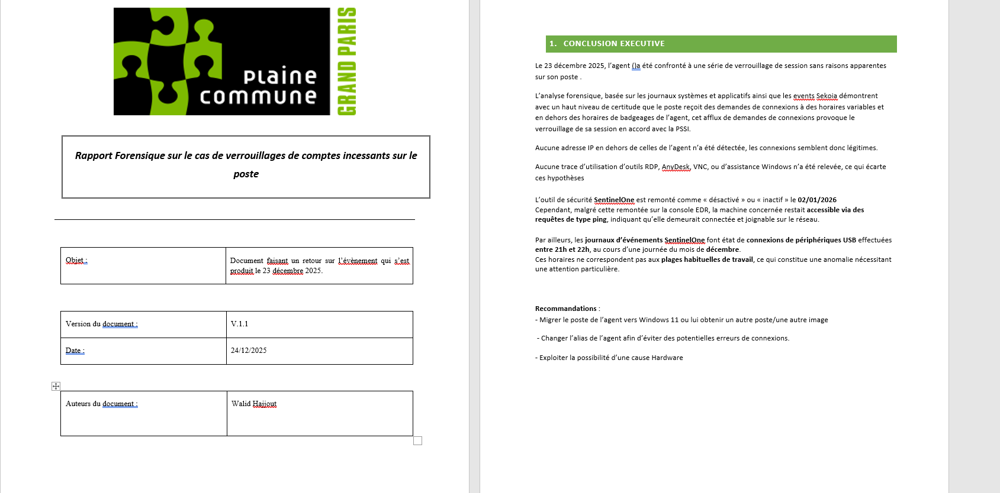 plaine
commune
GRAND PARIS
Rapport Forensique sur le cas de verrouillages de comptes incessants sur le
poste
Objet :
Document faisant un retour sur l’évènement qui s’est
produit le 23 décembre 2025.
Version du document :
V.1.1
Date :
24/12/2025
Auteurs du document :
Walid Hajjout
1. CONCLUSION EXECUTIVE
Le 23 décembre 2025, l’agent ()a été confronté à une série de verrouillage de session sans raisons apparentes
sur son poste .
L’analyse forensique, basée sur les journaux systèmes et applicatifs ainsi que les events Sekoia démontrent
avec un haut niveau de certitude que le poste reçoit des demandes de connexions à des horaires variables et
en dehors des horaires de badgeages de l’agent, cet afflux de demandes de connexions provoque le
verrouillage de sa session en accord avec la PSSI.
Aucune adresse IP en dehors de celles de l’agent n’a été détectée, les connexions semblent donc légitimes.
Aucune trace d’utilisation d’outils RDP, AnyDesk, VNC, ou d’assistance Windows n’a été relevée, ce qui écarte
ces hypothèses
L’outil de sécurité SentinelOne est remonté comme « désactivé » ou « inactif » le 02/01/2026
Cependant, malgré cette remontée sur la console EDR, la machine concernée restait accessible via des
requêtes de type ping, indiquant qu’elle demeurait connectée et joignable sur le réseau.
Par ailleurs, les journaux d’événements SentinelOne font état de connexions de périphériques USB effectuées
entre 21h et 22h, au cours d’une journée du mois de décembre.
Ces horaires ne correspondent pas aux plages habituelles de travail, ce qui constitue une anomalie nécessitant
une attention particulière.
Recommandations :
- Migrer le poste de l’agent vers Windows 11 ou lui obtenir un autre poste/une autre image
- Changer l’alias de l’agent afin d’éviter des potentielles erreurs de connexions.
- Exploiter la possibilité d’une cause Hardware